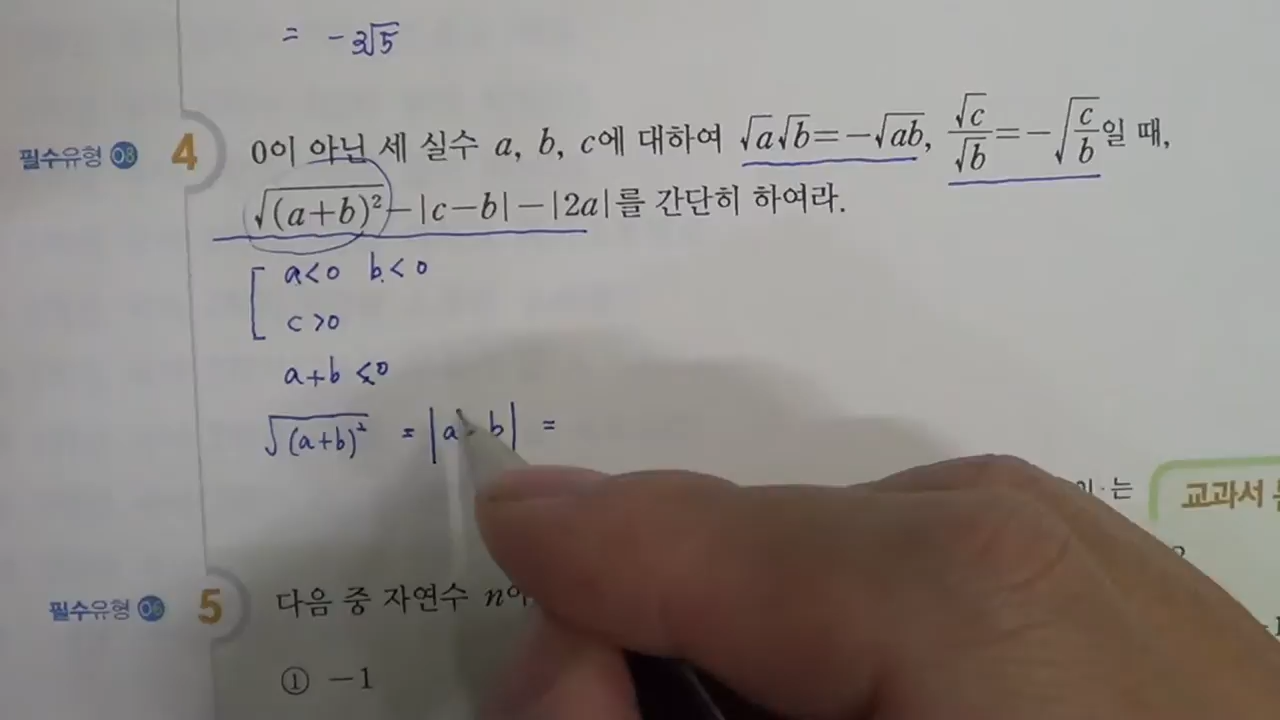 = -3√5
필수유형 08 4 0이 아닌 세 실수 a, b, c에 대하여 √a√b=-√ab, √c/√b=-√(c/b)일 때,
√(a+b)²-|c-b|-|2a|를 간단히 하여라.
a<0 b<0
c>0
a+b<0
√(a+b)² = |a b| =
는
교과서
필수유형 5 다음 중 자연수
① -1